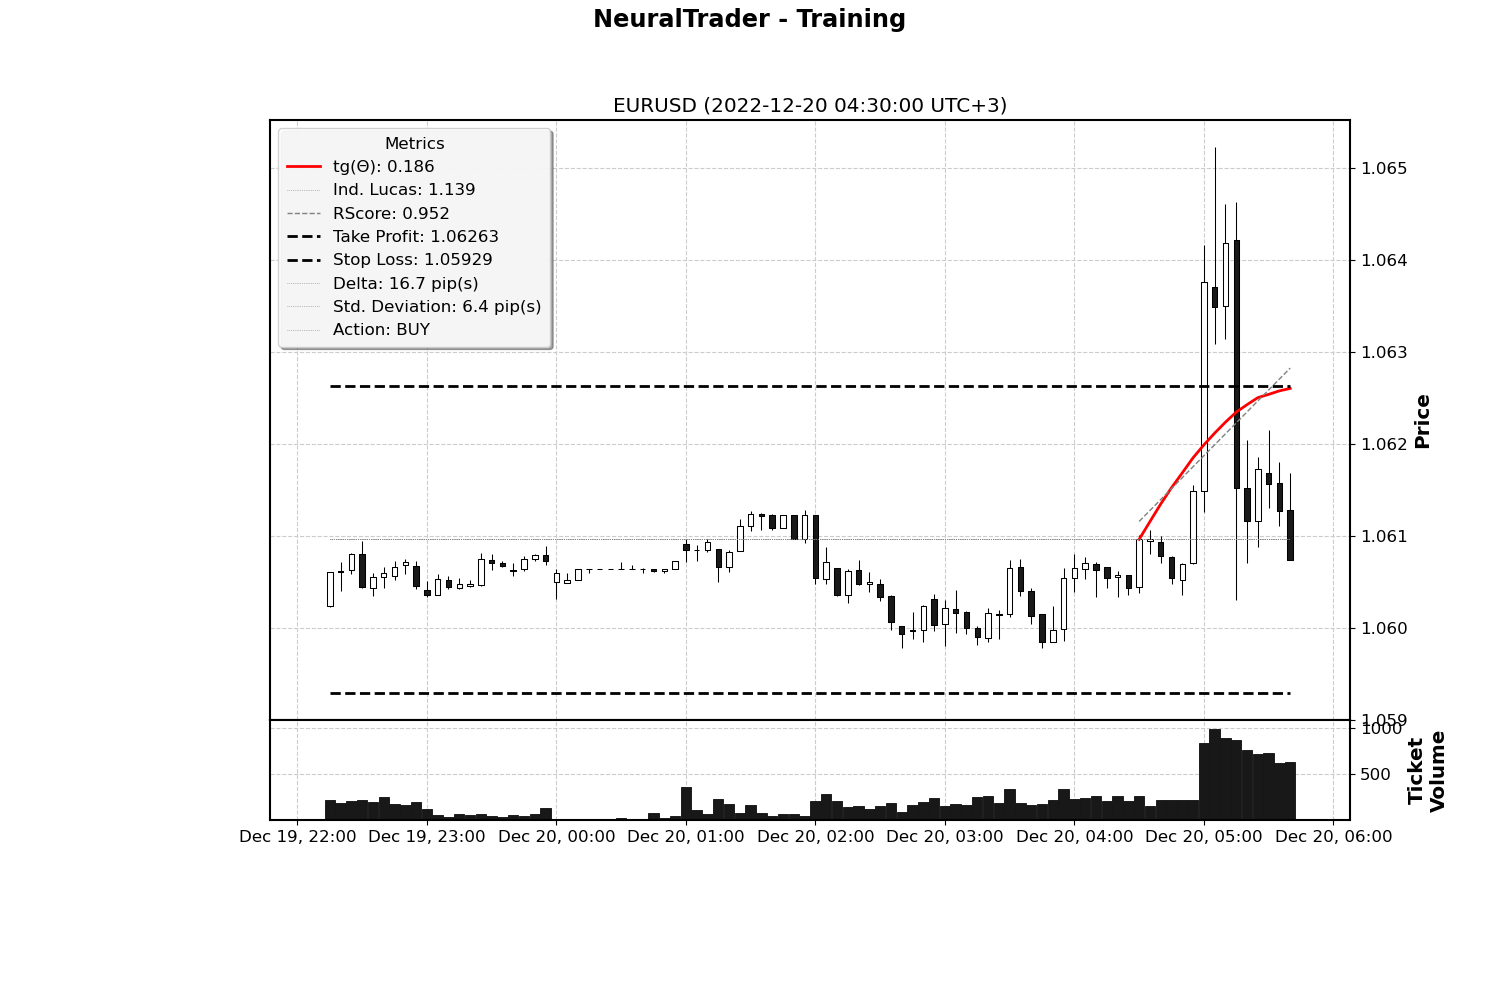 NeuralTrader - Training
EURUSD (2022-12-20 04:30:00 UTC+3)
Metrics
tg(Θ): 0.186
Ind. Lucas: 1.139
RScore: 0.952
Take Profit: 1.06263
Stop Loss: 1.05929
Delta: 16.7 pip(s)
Std. Deviation: 6.4 pip(s)
Action: BUY
1.065
1.064
1.063
1.062
1.061
1.060
1.059
Price
1000
500
Ticket
Volume
Dec 19, 22:00
Dec 19, 23:00
Dec 20, 00:00
Dec 20, 01:00
Dec 20, 02:00
Dec 20, 03:00
Dec 20, 04:00
Dec 20, 05:00
Dec 20, 06:00